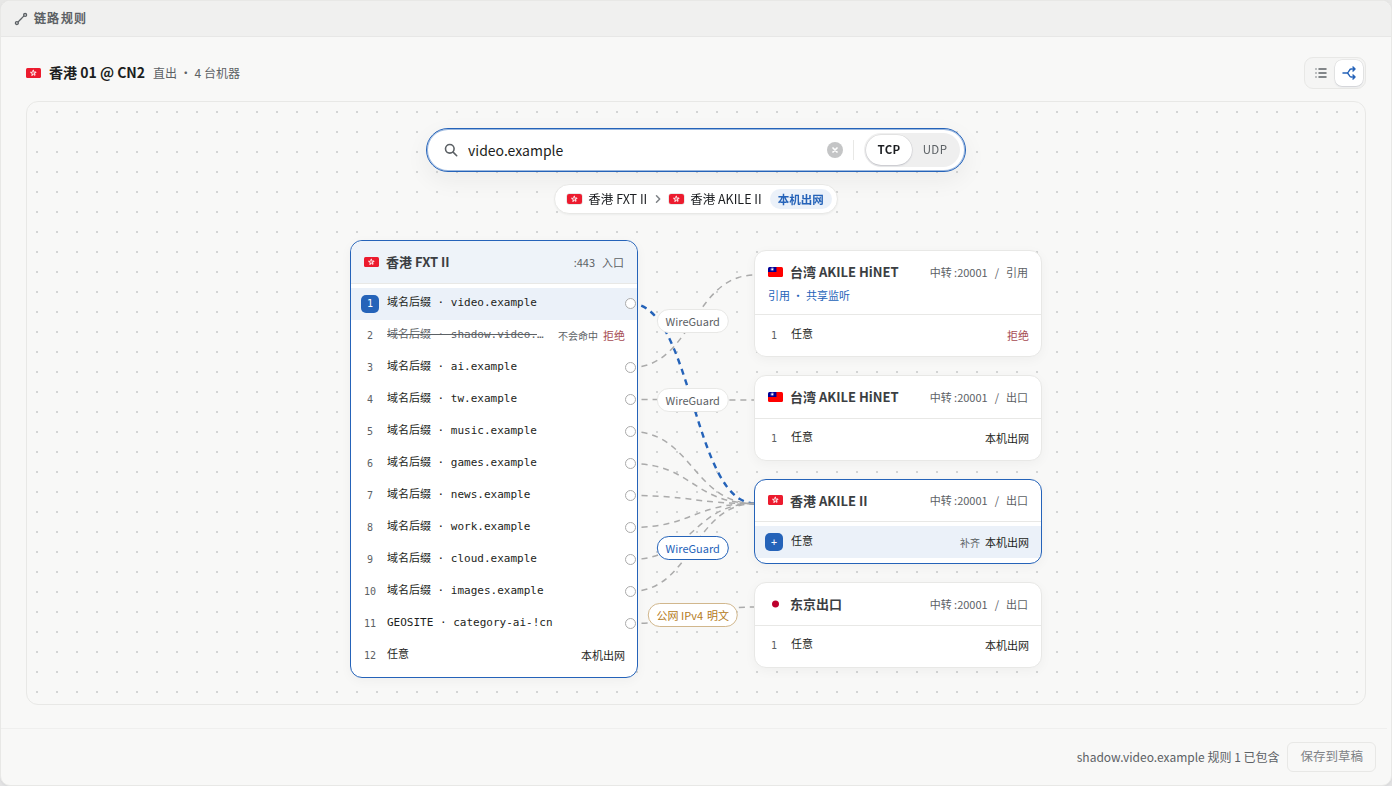 链路规则
香港 01 @ CN2 直出 · 4 台机器
video.example TCP UDP
香港 FXT II > 香港 AKILE II 本机出网
香港 FXT II :443 入口
1 域名后缀 · video.example
2 域名后缀 · shadow.video.… 不会命中 拒绝
3 域名后缀 · ai.example
4 域名后缀 · tw.example
5 域名后缀 · music.example
6 域名后缀 · games.example
7 域名后缀 · news.example
8 域名后缀 · work.example
9 域名后缀 · cloud.example
10 域名后缀 · images.example
11 GEOSITE · category-ai-!cn
12 任意 本机出网
WireGuard
WireGuard
WireGuard
公网 IPv4 明文
台湾 AKILE HiNET 中转 :20001 / 引用
引用 · 共享监听
1 任意 拒绝
台湾 AKILE HiNET 中转 :20001 / 出口
1 任意 本机出网
香港 AKILE II 中转 :20001 / 出口
+ 任意 补齐 本机出网
东京出口 中转 :20001 / 出口
1 任意 本机出网
shadow.video.example 规则 1 已包含 保存到草稿